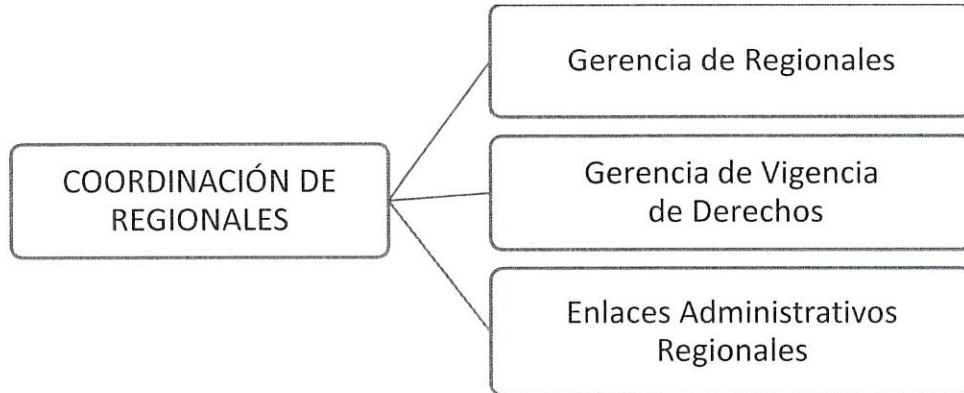 COORDINACIÓN DE
REGIONALES
Gerencia de Regionales
Gerencia de Vigencia
de Derechos
Enlaces Administrativos
Regionales